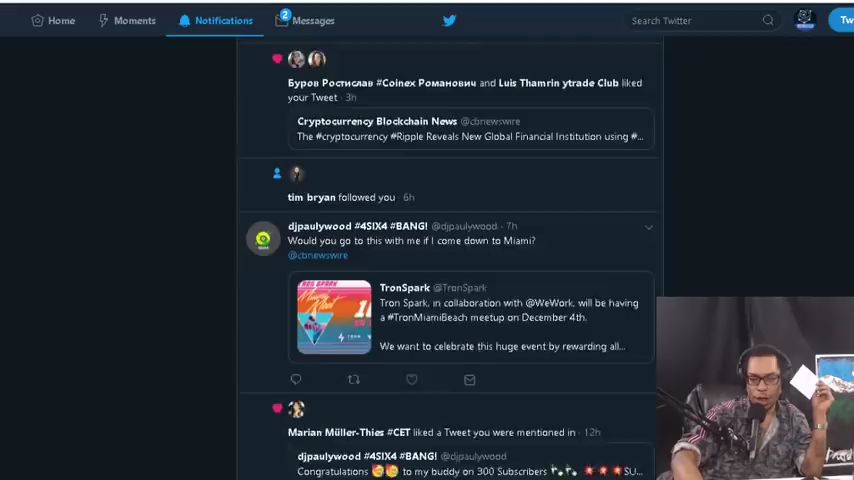 Home
Moments
Notifications
2
Messages
Search Twitter
Tw
Буров Ростислав #Coinex Романович and Luis Thamrin ytrade Club liked
your Tweet · 3h
Cryptocurrency Blockchain News @cbnewswire
The #cryptocurrency #Ripple Reveals New Global Financial Institution using #...
tim bryan followed you · 6h
djpaulywood #4SIX4 #BANG! @djpaulywood · 7h
Would you go to this with me if I come down to Miami?
@cbnewswire
TronSpark @TronSpark
Tron Spark, in collaboration with @WeWork, will be having
a #TronMiamiBeach meetup on December 4th.
We want to celebrate this huge event by rewarding all...
Marian Müller-Thies #CET liked a Tweet you were mentioned in · 12h
djpaulywood #4SIX4 #BANG! @djpaulywood
Congratulations 🥳🥳 to my buddy on 300 Subscribers 🍾🍾 💥💥💥SU...